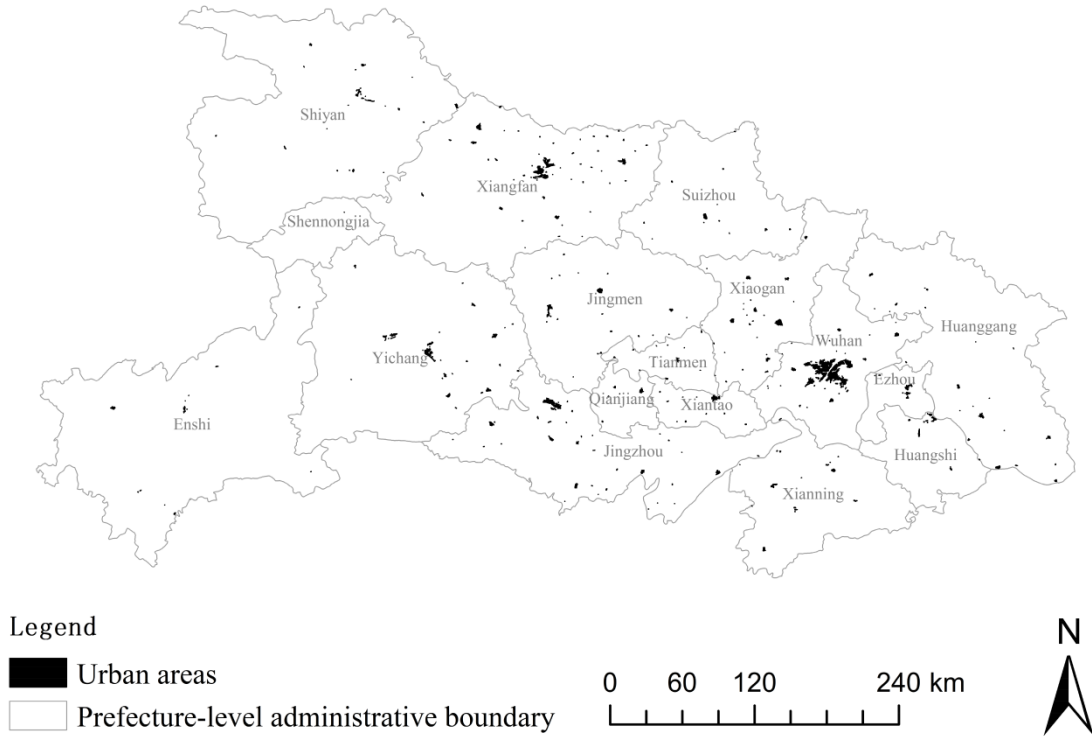 Shiyan
Xiangfan
Suizhou
Shennongjia
Jingmen
Xiaogan
Huanggang
Yichang
Wuhan
Tianmen
Ezhou
Qianjiang
Xiantao
Enshi
Jingzhou
Huangshi
Xianning
Legend
Urban areas
Prefecture-level administrative boundary
0 60 120 240 km
N